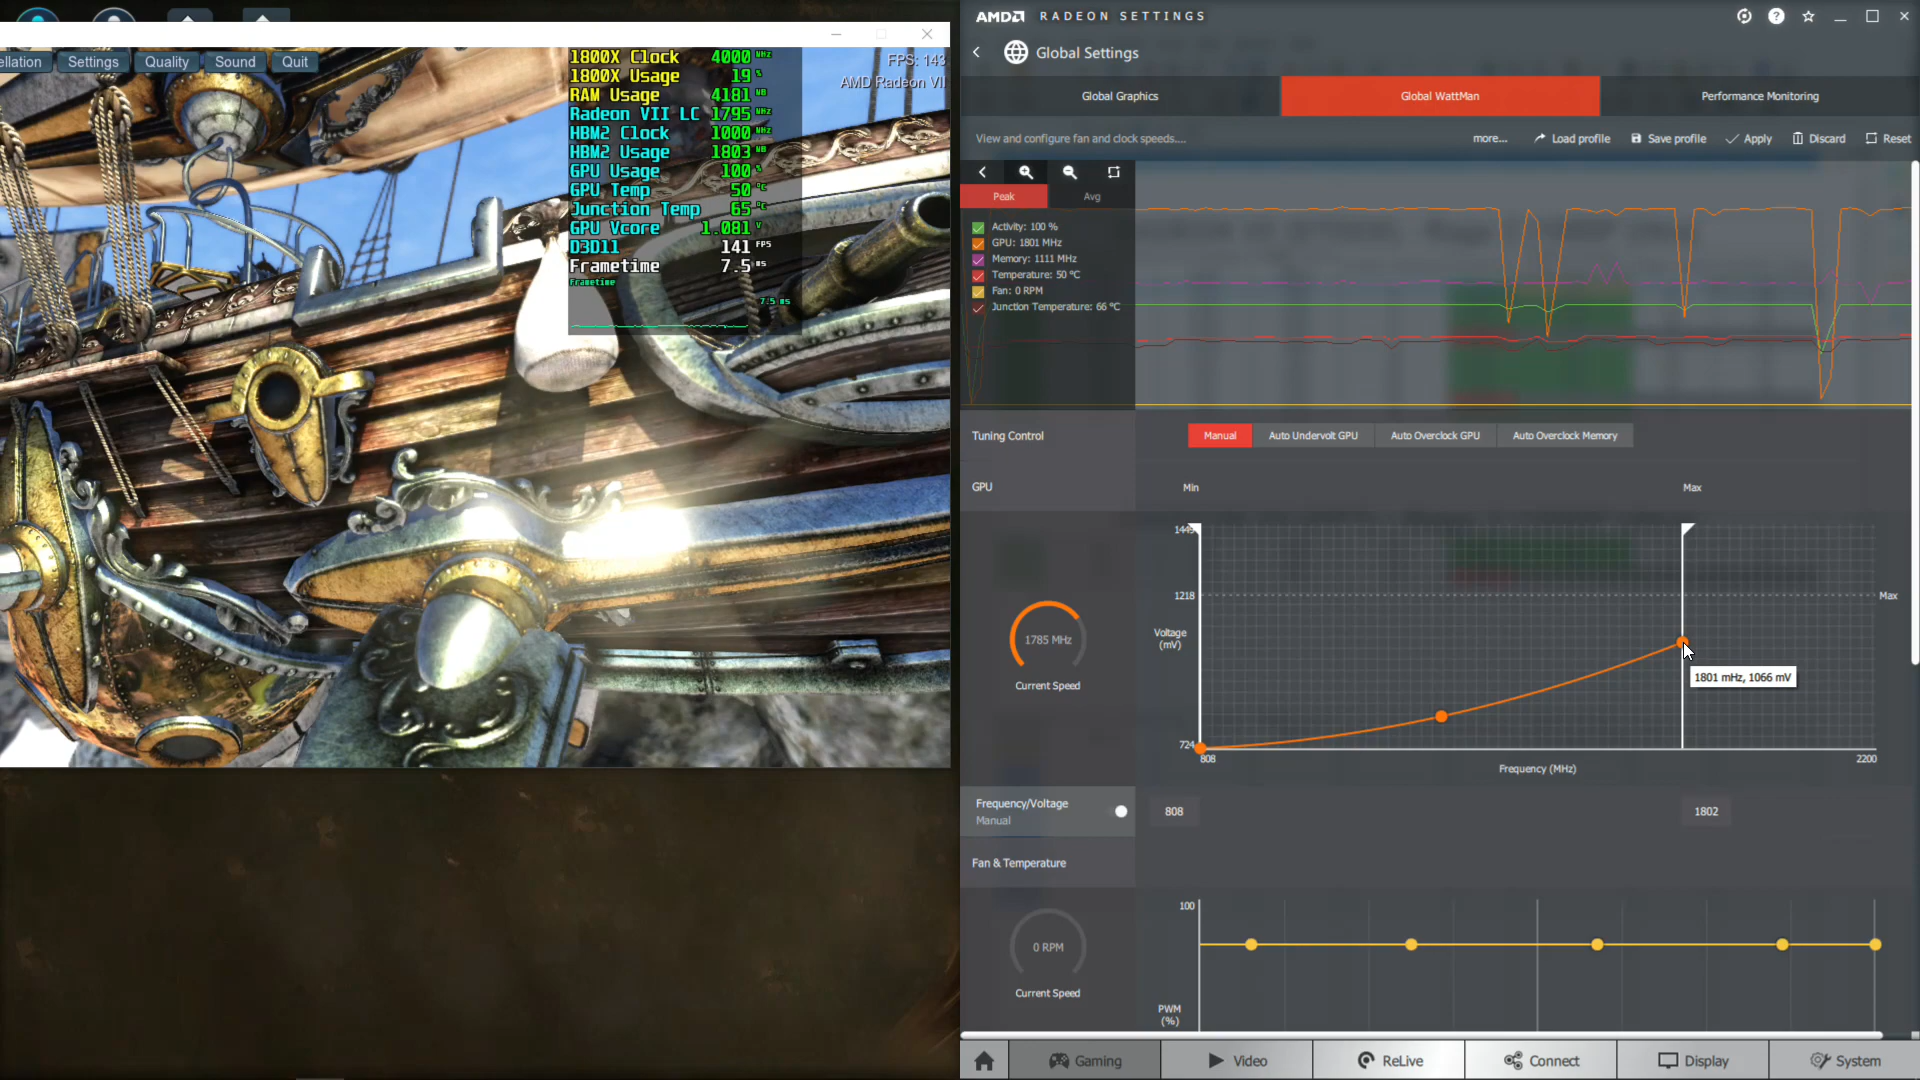 ellation
Settings
Quality
Sound
Quit
FPS: 143
AMD Radeon VII
1800X Clock 4000 MHz
1800X Usage 19 %
RAM Usage 4181 MB
Radeon VII LC 1795 MHz
HBM2 Clock 1000 MHz
HBM2 Usage 1803 MB
GPU Usage 100 %
GPU Temp 50 °C
Junction Temp 65 °C
GPU Vcore 1.081 V
D3D11 141 FPS
Frametime 7.5 ms
Frametime
7.5 ms
AMD RADEON SETTINGS
Global Settings
Global Graphics
Global WattMan
Performance Monitoring
View and configure fan and clock speeds....
more...
Load profile
Save profile
Apply
Discard
Reset
Peak
Avg
Activity: 100 %
GPU: 1801 MHz
Memory: 1111 MHz
Temperature: 50 °C
Fan: 0 RPM
Junction Temperature: 66 °C
Tuning Control
Manual
Auto Undervolt GPU
Auto Overclock GPU
Auto Overclock Memory
GPU
Min
Max
1218
Max
Voltage
(mV)
1785 MHz
Current Speed
1801 mHz, 1066 mV
724
808
2200
Frequency (MHz)
Frequency/Voltage
Manual
808
1802
Fan & Temperature
100
0 RPM
Current Speed
PWM
(%)
Gaming
Video
ReLive
Connect
Display
System